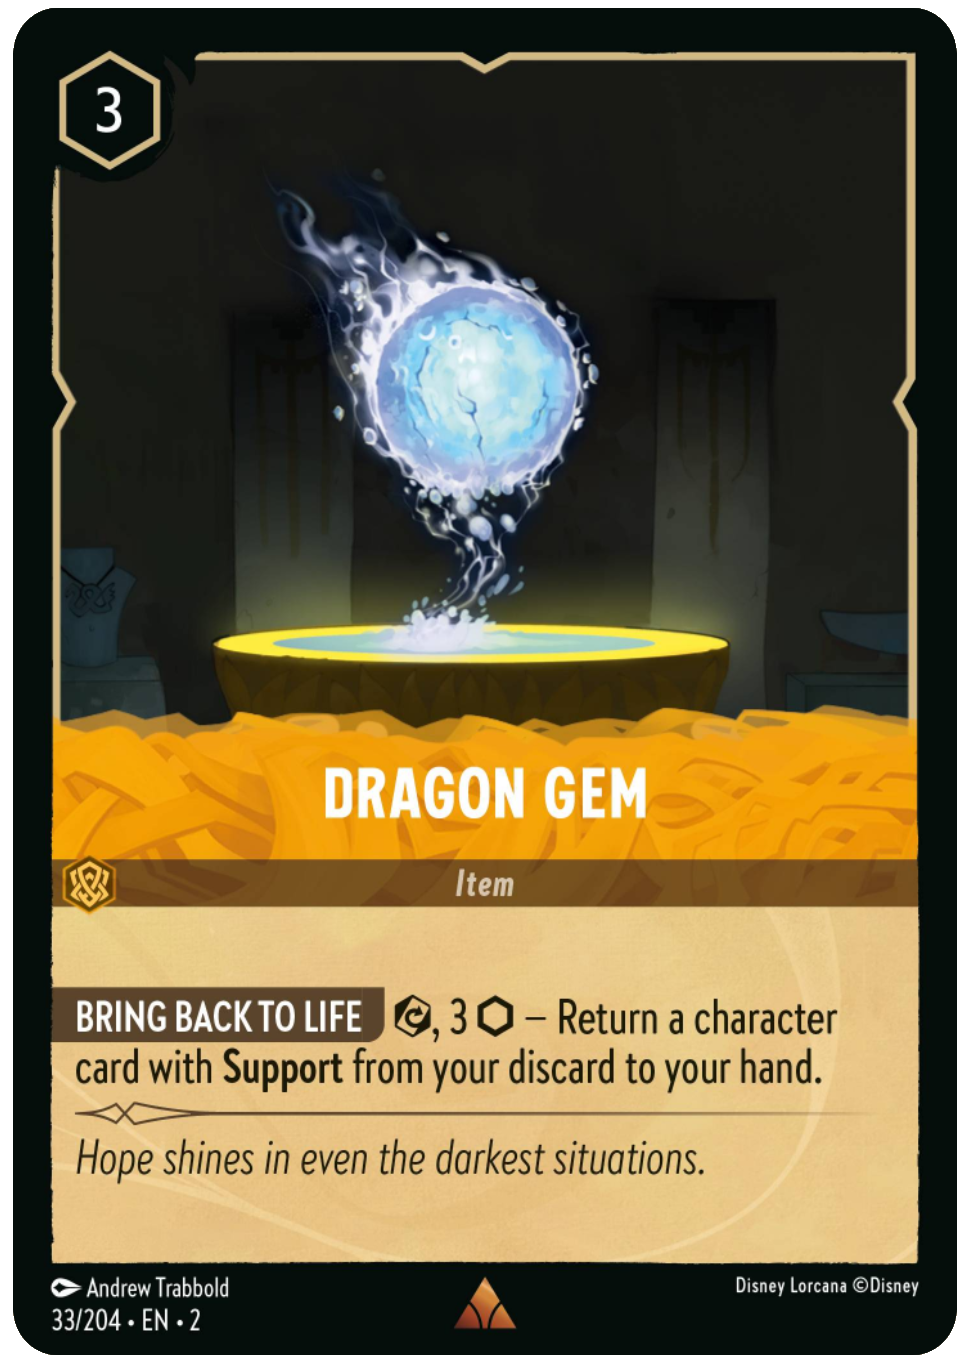 3
DRAGON GEM
Item
BRING BACK TO LIFE , 3 – Return a character
card with Support from your discard to your hand.
Hope shines in even the darkest situations.
Andrew Trabbold
Disney Lorcana ©Disney
33/204 • EN • 2